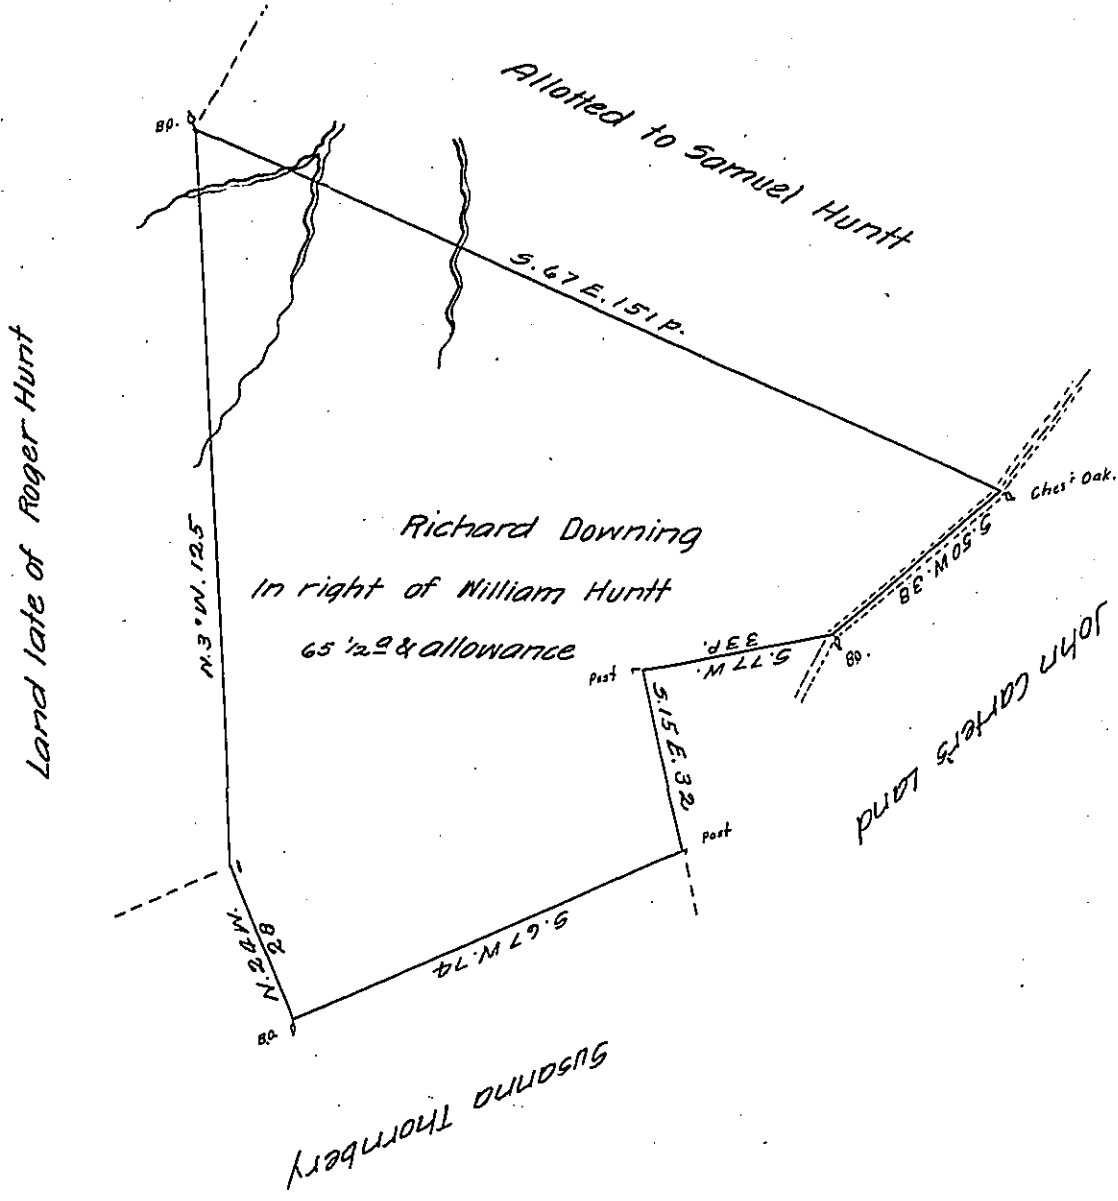 Allotted to Samuel Huntt
B.O.
S. 67 E. 151 P.
Land late of Roger Hunt
N. 3° W. 125
Richard Downing
In right of William Huntt
65 1/2 a & allowance
Chest Oak.
S. 50 W. 38
B.O.
S. 77 W.
33 P.
Post
S. 15 E. 32
Post
John Carter's Land
S. 67 W. 74
N. 24 W.
28
B.O.
Susanna Thornbery